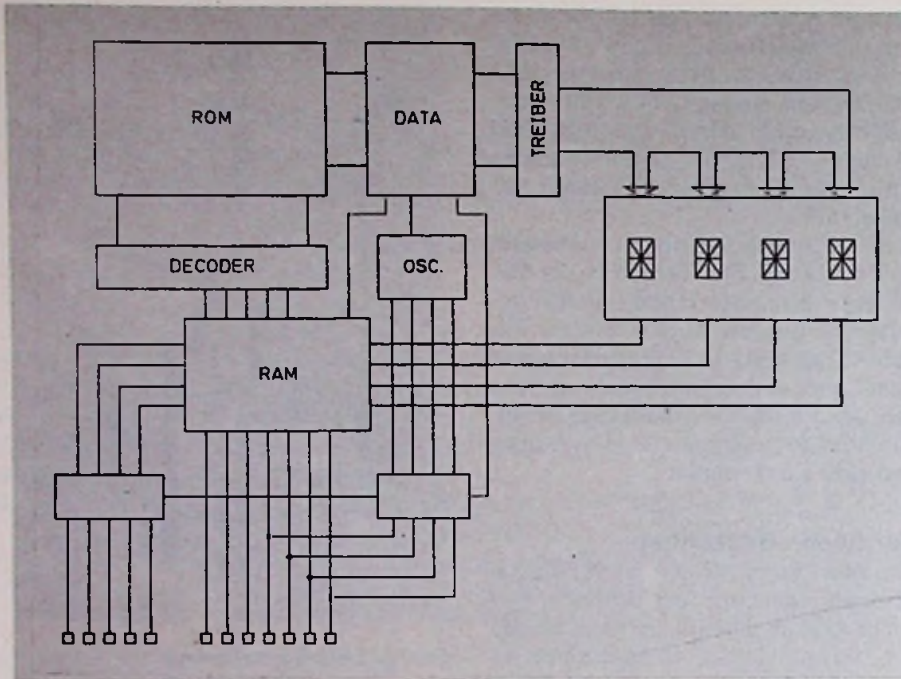 ROM
DATA
TREIBER
DECODER
OSC.
RAM